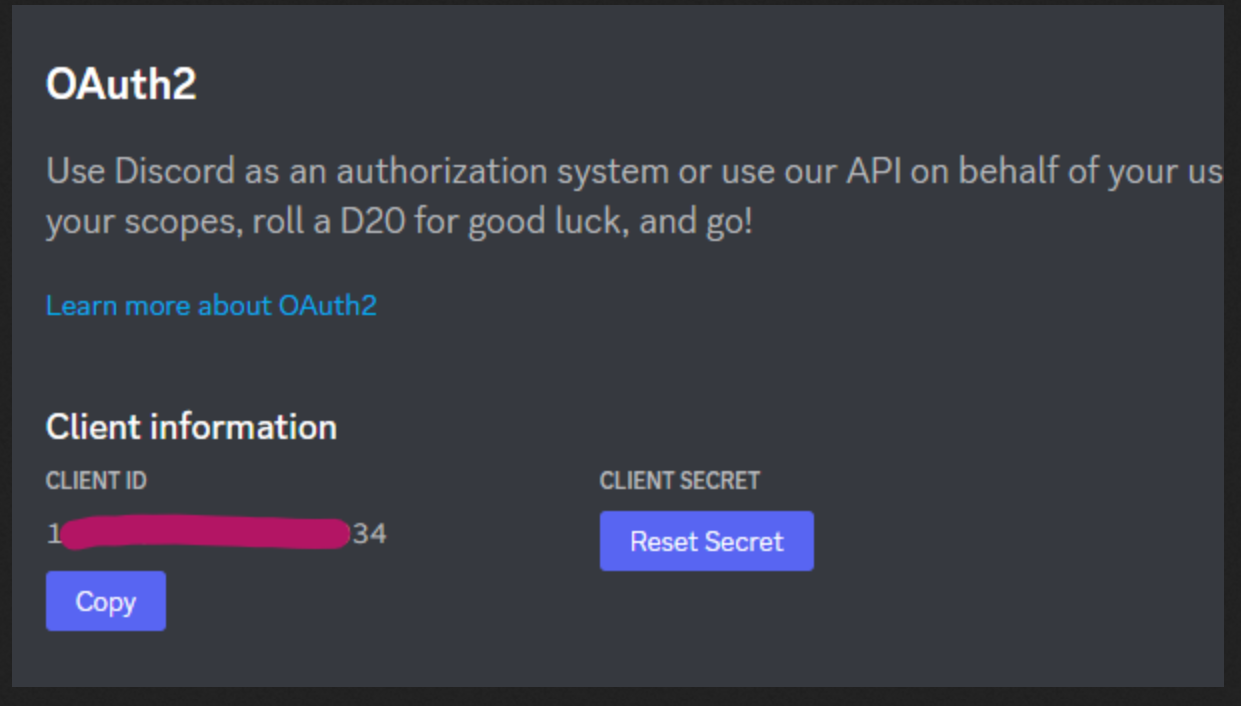 OAuth2
Use Discord as an authorization system or use our API on behalf of your us
your scopes, roll a D20 for good luck, and go!
Learn more about OAuth2
Client information
CLIENT ID
CLIENT SECRET
1 34
Reset Secret
Copy